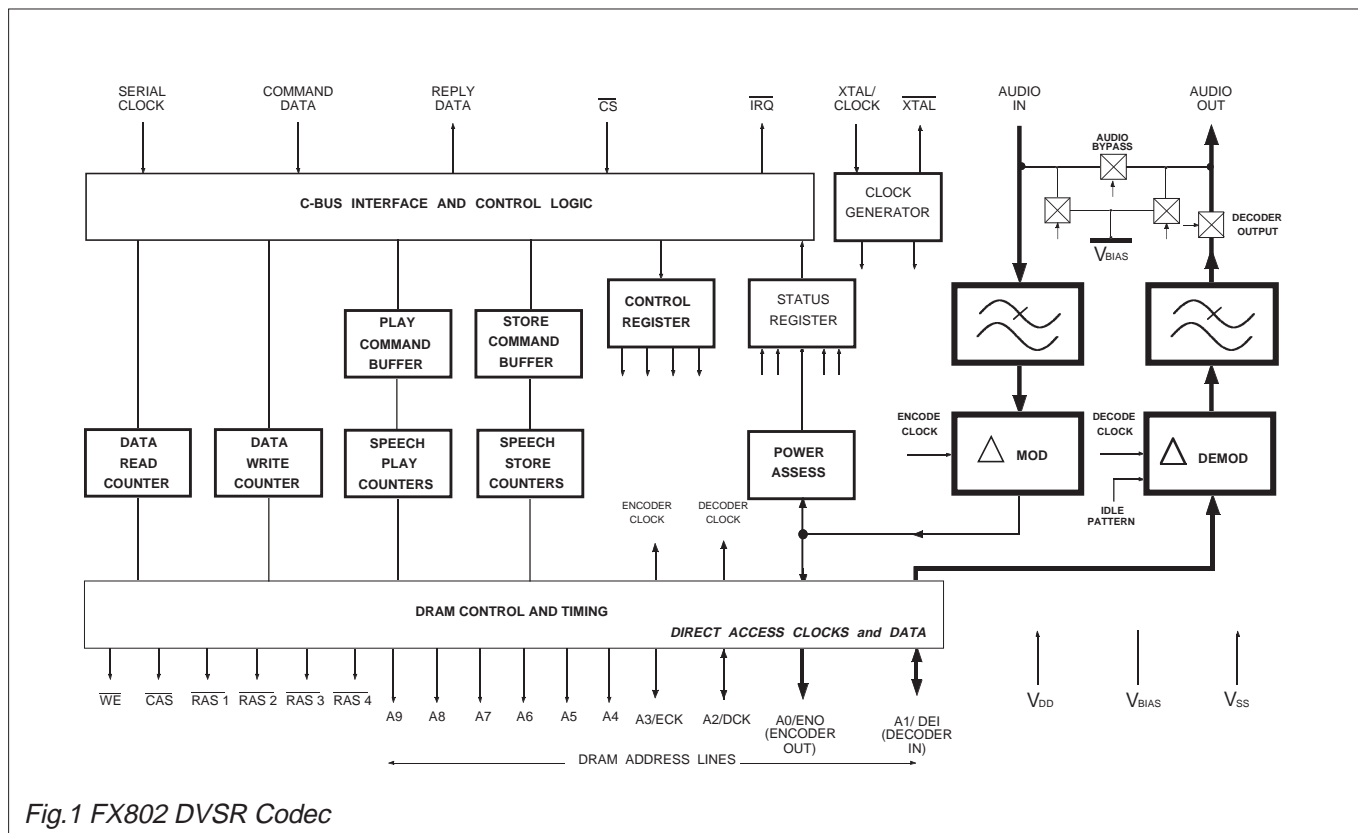 SERIAL
CLOCK
COMMAND
DATA
REPLY
DATA
CS
IRQ
XTAL/
CLOCK
XTAL
AUDIO
IN
AUDIO
OUT
AUDIO
BYPASS
C-BUS INTERFACE AND CONTROL LOGIC
CLOCK
GENERATOR
DECODER
OUTPUT
VBIAS
PLAY
COMMAND
BUFFER
STORE
COMMAND
BUFFER
CONTROL
REGISTER
STATUS
REGISTER
DATA
READ
COUNTER
DATA
WRITE
COUNTER
SPEECH
PLAY
COUNTERS
SPEECH
STORE
COUNTERS
POWER
ASSESS
ENCODE
CLOCK
MOD
DECODE
CLOCK
DEMOD
IDLE
PATTERN
ENCODER
CLOCK
DECODER
CLOCK
DRAM CONTROL AND TIMING
DIRECT ACCESS CLOCKS and DATA
WE
CAS
RAS 1
RAS 2
RAS 3
RAS 4
A9
A8
A7
A6
A5
A4
A3/ECK
A2/DCK
A0/ENO
(ENCODER
OUT)
A1/ DEI
(DECODER
IN)
VDD
VBIAS
VSS
DRAM ADDRESS LINES
Fig.1 FX802 DVSR Codec